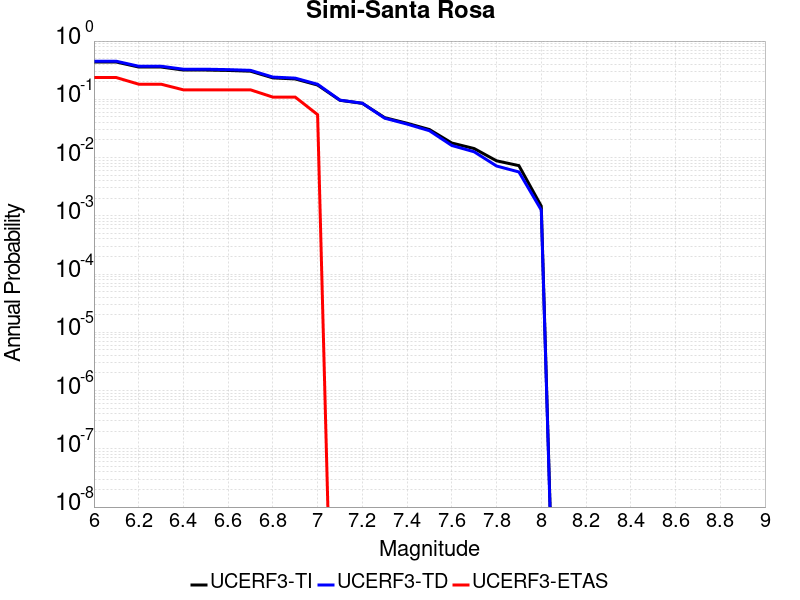 Simi-Santa Rosa
Annual Probability
10^0
10^-1
10^-2
10^-3
10^-4
10^-5
10^-6
10^-7
10^-8
6 6.2 6.4 6.6 6.8 7 7.2 7.4 7.6 7.8 8 8.2 8.4 8.6 8.8 9
Magnitude
UCERF3-TI UCERF3-TD UCERF3-ETAS